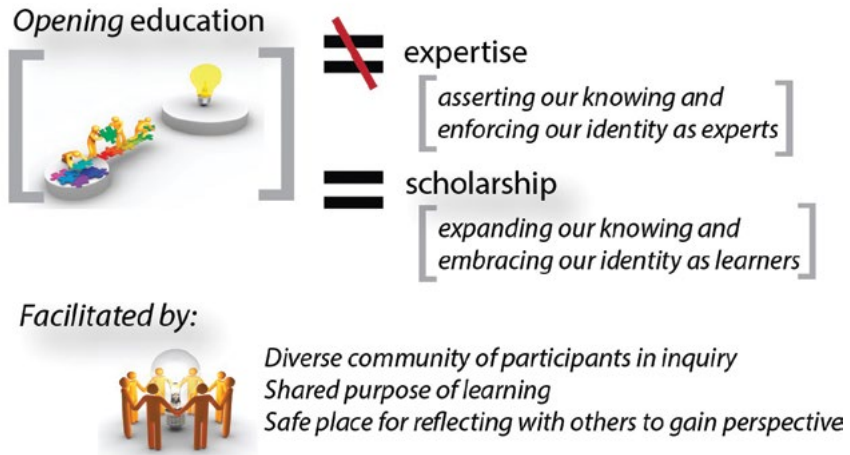 Opening education
expertise
asserting our knowing and
enforcing our identity as experts
scholarship
expanding our knowing and
embracing our identity as learners
Facilitated by:
Diverse community of participants in inquiry
Shared purpose of learning
Safe place for reflecting with others to gain perspective